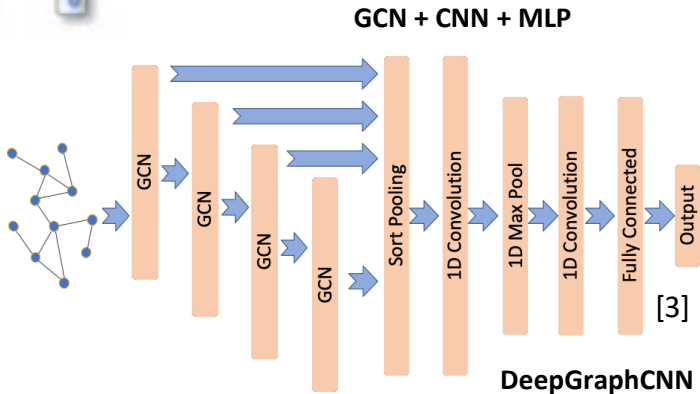 GCN + CNN + MLP
GCN
GCN
GCN
GCN
Sort Pooling
1D Convolution
1D Max Pool
1D Convolution
Fully Connected
Output
[3]
DeepGraphCNN